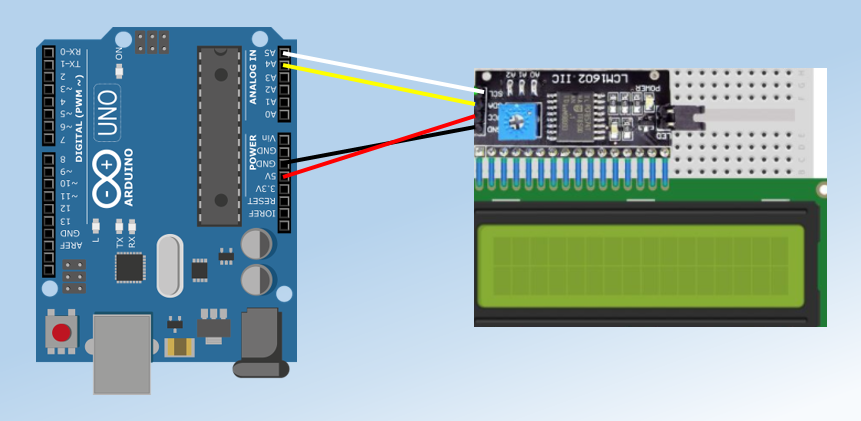 ON
RX-0
TX-1
2
~3
4
~5
~6
7
8
~9
~10
~11
12
13
GND
AREF
DIGITAL (PWM ~)
UNO
ARDUINO
L
TX
RX
ANALOG IN
A5
A4
A3
A2
A1
A0
POWER
Vin
GND
GND
5V
3.3V
RESET
IOREF
LCM1602 IIC
A2 A1 A0
SCL
SDA
VCC
GND
POWER
LED